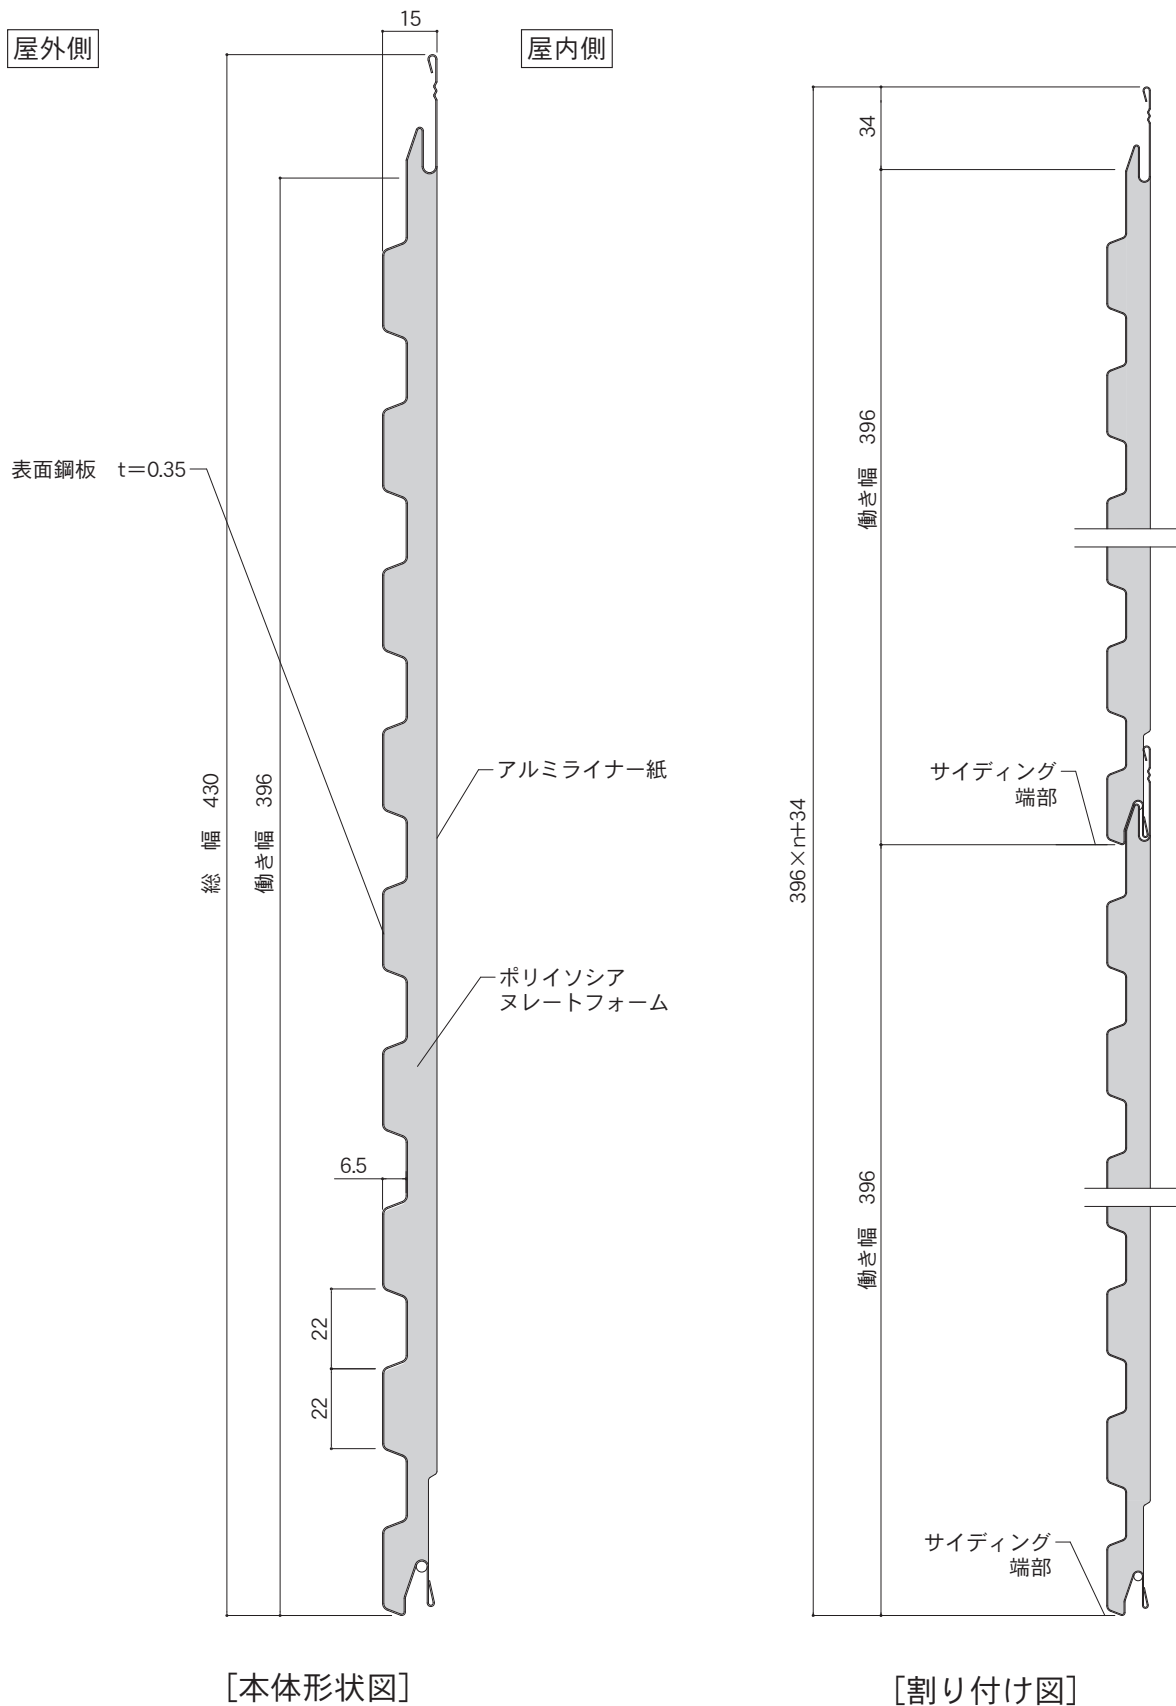 屋外側
15
屋内側
34
働き幅 396
表面鋼板 t=0.35
総 幅 430
働き幅 396
アルミライナー紙
サイディング
端部
396×n+34
ポリイソシア
ヌレートフォーム
6.5
働き幅 396
22
22
サイディング
端部
[本体形状図]
[割り付け図]